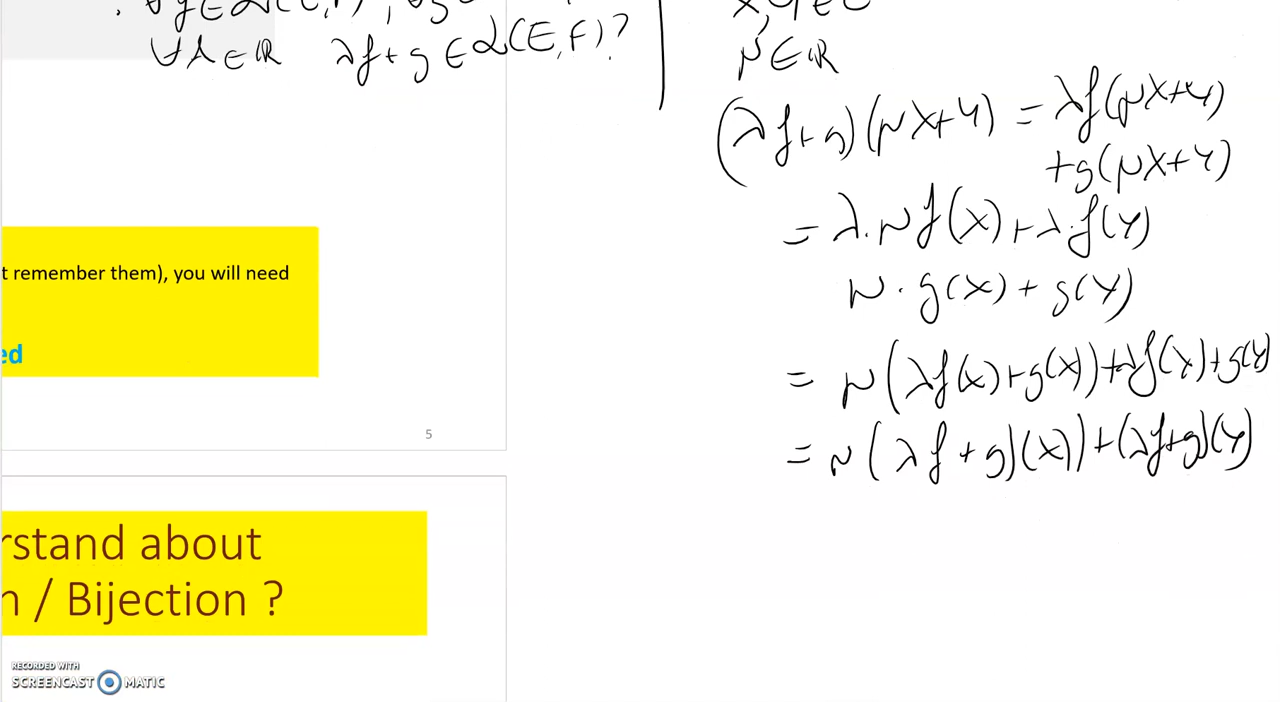 ∀f∈ℒ(E,F), ∀g
∀λ∈ℝ λf+g∈ℒ(E,F)?
x,y∈E
μ∈ℝ
(λf+g)(μx+y) = λf(μx+y)
+g(μx+y)
= λ.μf(x)+λ.f(y)
μ.g(x)+g(y)
= μ(λf(x)+g(x))+λf(y)+g(y)
= μ(λf+g)(x))+(λf+g)(y)
t remember them), you will need
ed
5
rstand about
n / Bijection ?
RECORDED WITH
SCREENCAST MATIC